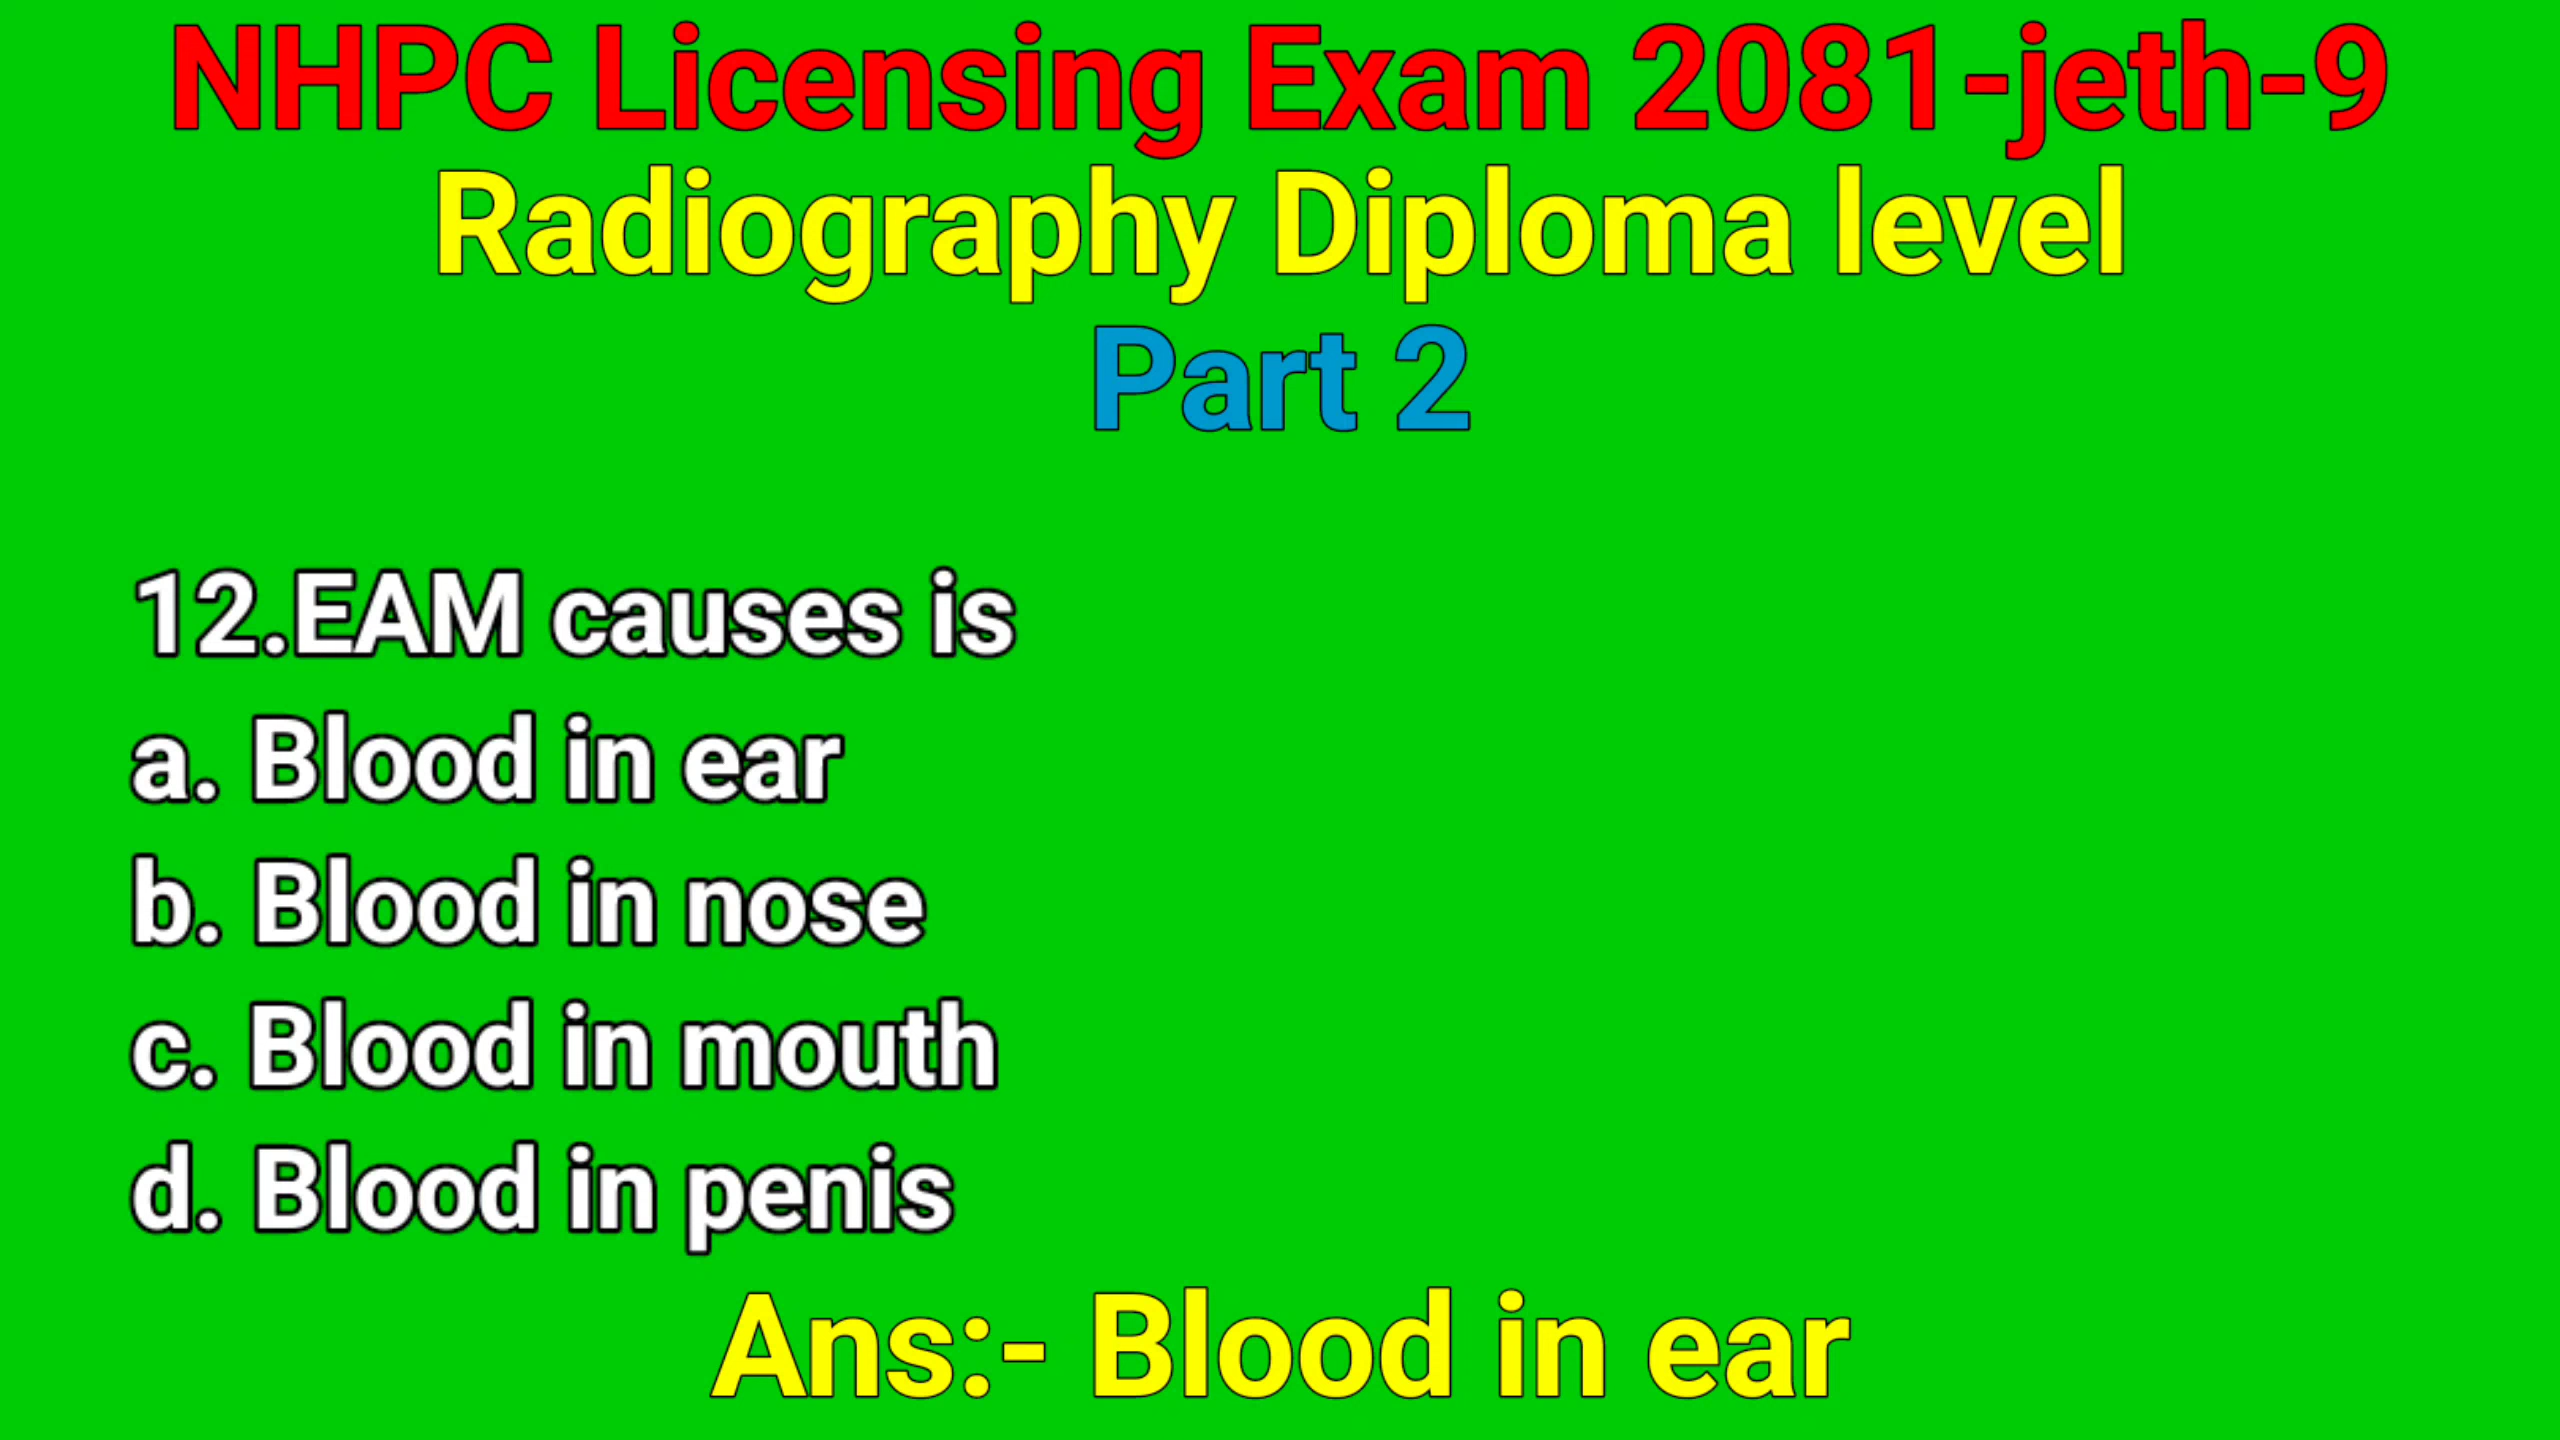 NHPC Licensing Exam 2081-jeth-9
Radiography Diploma level
Part 2
12.EAM causes is
a. Blood in ear
b. Blood in nose
c. Blood in mouth
d. Blood in penis
Ans:- Blood in ear